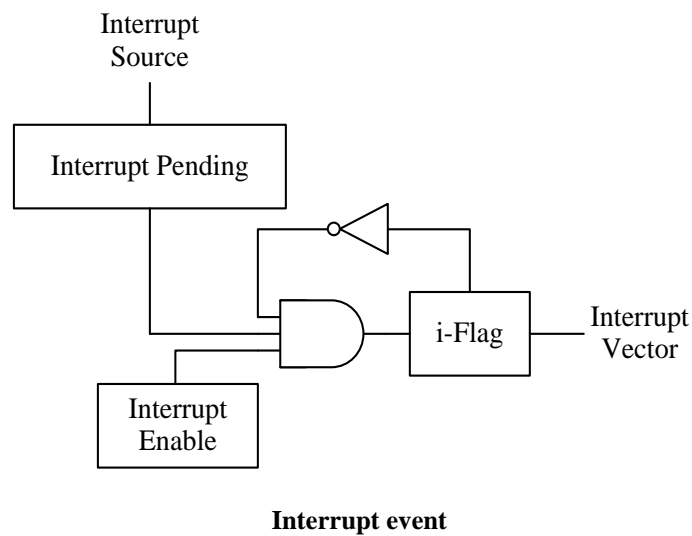 Interrupt
Source
Interrupt Pending
i-Flag
Interrupt
Vector
Interrupt
Enable
Interrupt event